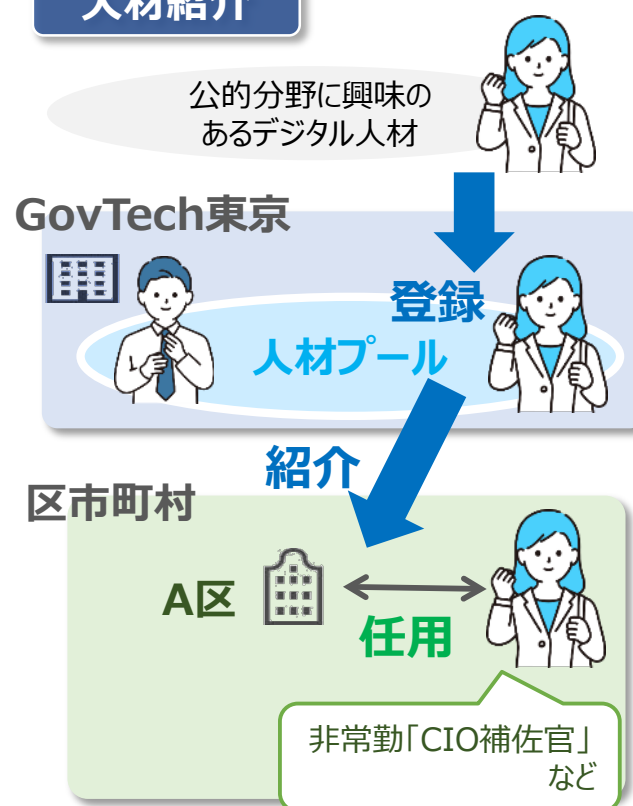 人材紹介
公的分野に興味の
あるデジタル人材
GovTech東京
登録
人材プール
紹介
区市町村
A区
任用
非常勤「CIO補佐官」
など